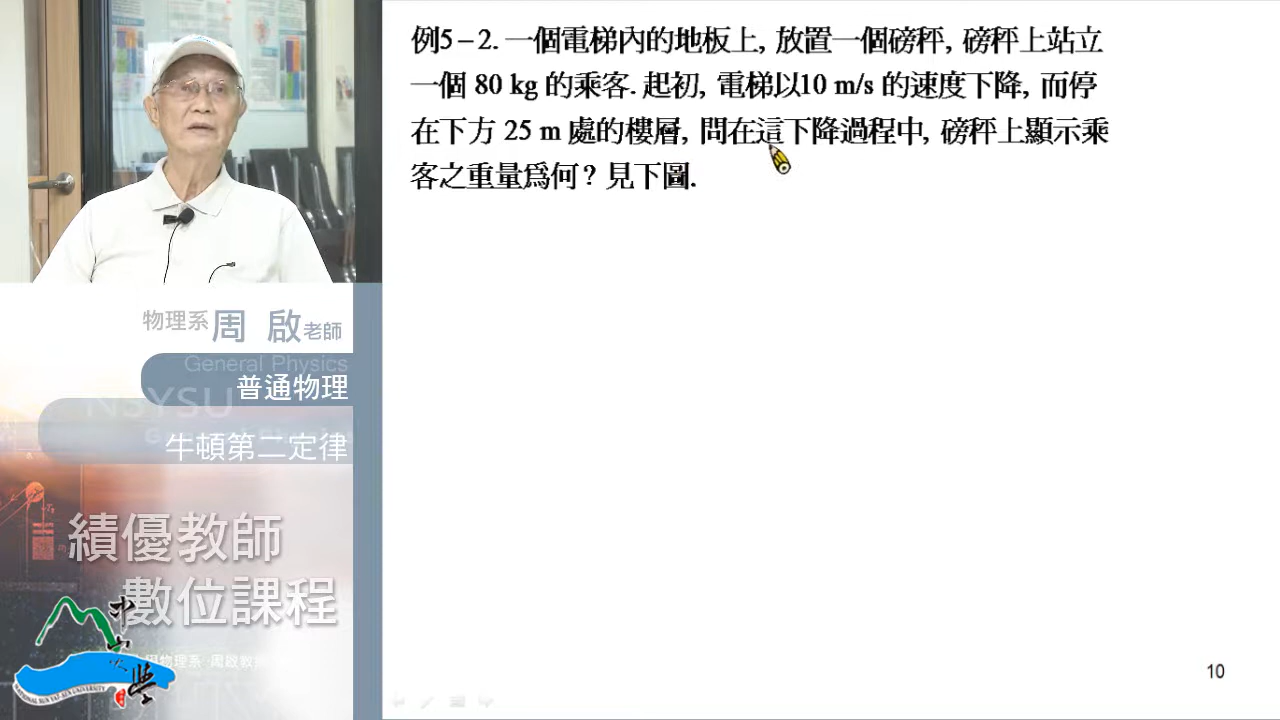 例5－2. 一個電梯內的地板上, 放置一個磅秤, 磅秤上站立
一個 80 kg 的乘客. 起初, 電梯以10 m/s 的速度下降, 而停
在下方 25 m 處的樓層, 問在這下降過程中, 磅秤上顯示乘
客之重量爲何? 見下圖.
物理系周 啟老師
General Physics
普通物理
NSYSU
牛頓第二定律
績優教師
數位課程
10